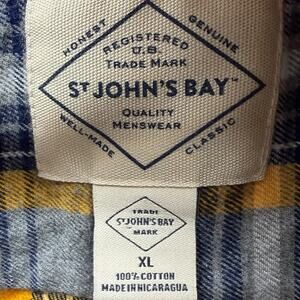 HONEST
GENUINE
REGISTERED
U.S.
TRADE MARK
ST JOHN'S BAY™
QUALITY
MENSWEAR
WELL-MADE
CLASSIC
TRADE
ST JOHN'S BAY
MARK
XL
100% COTTON
MADE IN NICARAGUA